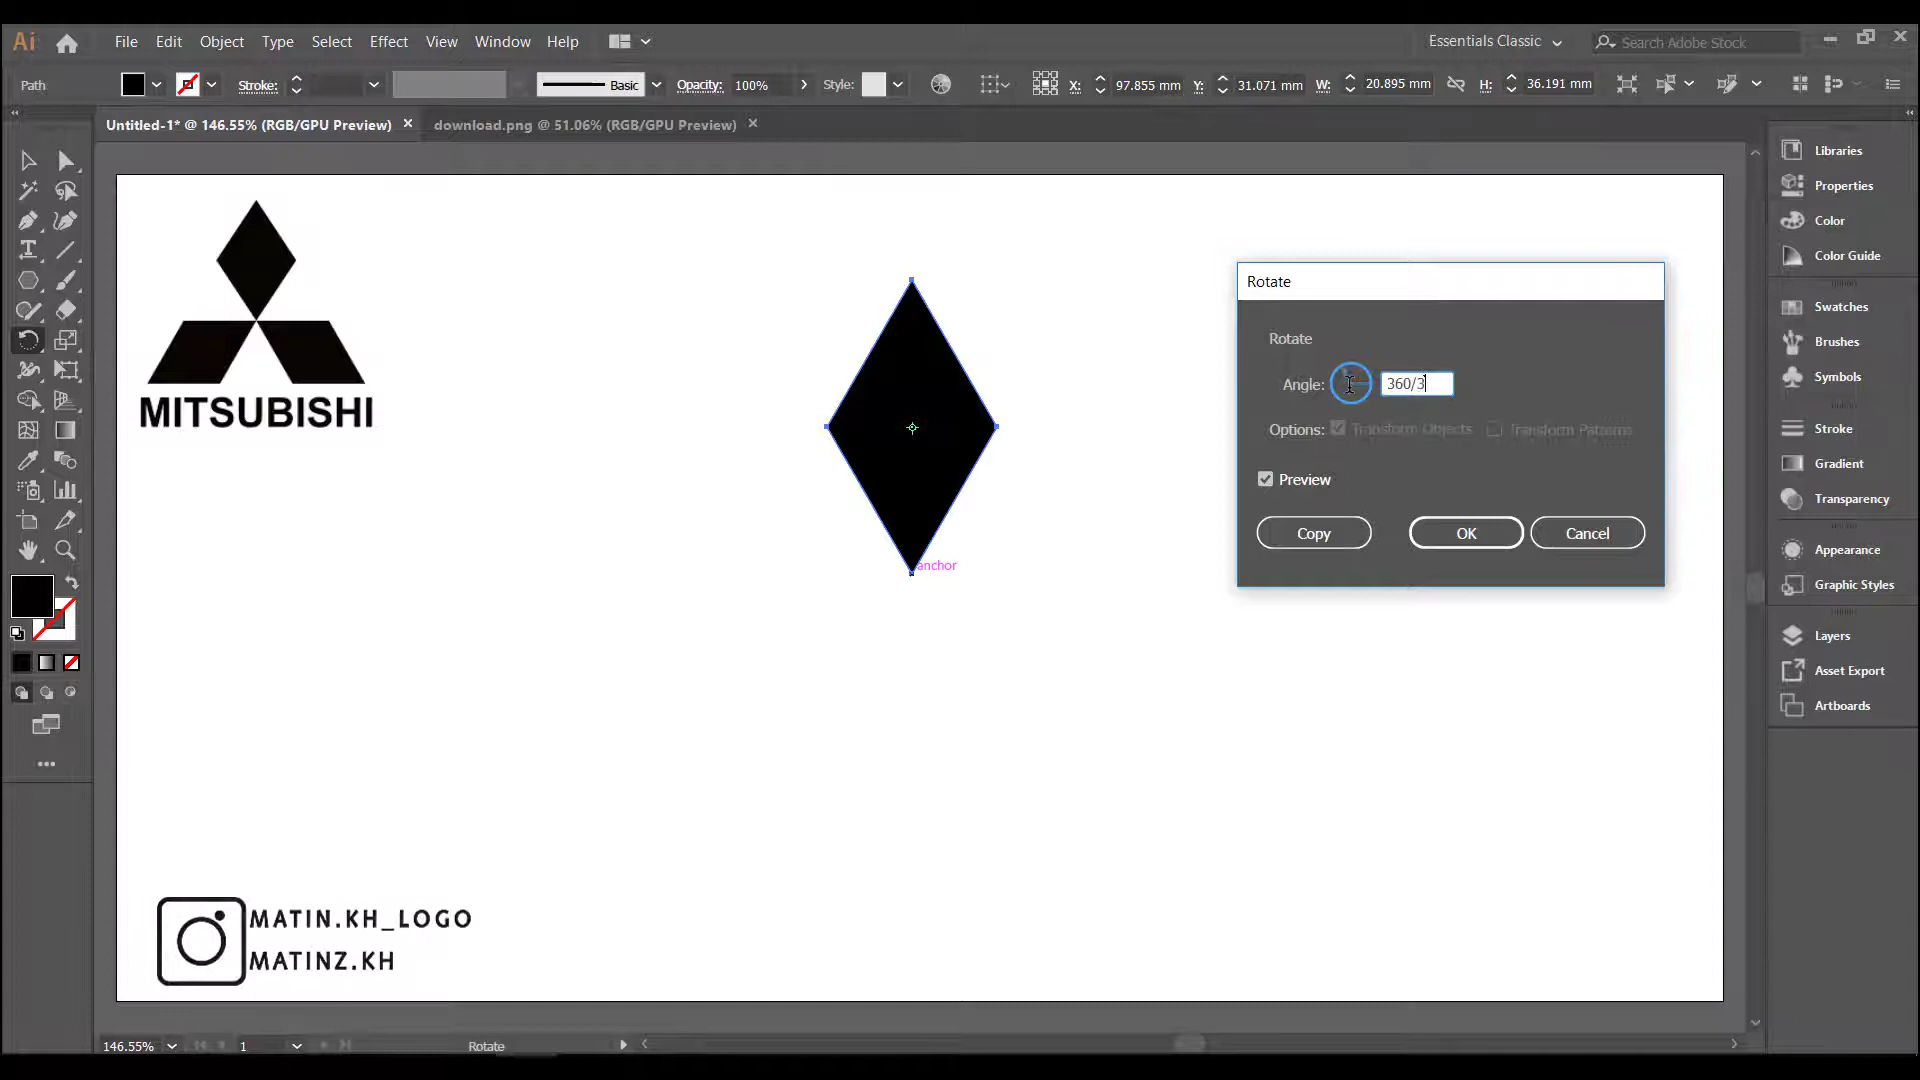 Ai File Edit Object Type Select Effect View Window Help Essentials Classic Search Adobe Stock
Path Stroke: Basic Opacity: 100% Style: X: 97.855 mm Y: 31.071 mm W: 20.895 mm H: 36.191 mm
Untitled-1* @ 146.55% (RGB/GPU Preview) download.png @ 51.06% (RGB/GPU Preview)
Libraries
Properties
Color
Color Guide
Swatches
Brushes
Symbols
Stroke
Gradient
Transparency
Appearance
Graphic Styles
Layers
Asset Export
Artboards
MITSUBISHI
anchor
Rotate
Rotate
Angle: 360/3
Options: Transform Objects Transform Patterns
Preview
Copy OK Cancel
MATIN.KH_LOGO
MATINZ.KH
146.55% 1 Rotate